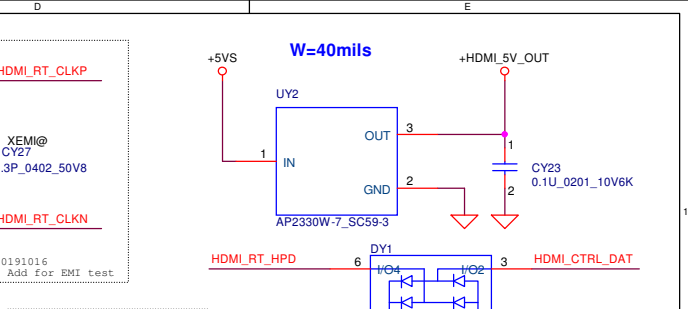 D
E
W=40mils
+5VS
+HDMI_5V_OUT
HDMI_RT_CLKP
UY2
OUT
3
1
XEMI@
CY27
.3P_0402_50V8
1
IN
CY23
0.1U_0201_10V6K
GND
2
2
HDMI_RT_CLKN
AP2330W-7_SC59-3
1
0191016
Add for EMI test
DY1
HDMI_RT_HPD
6
I/O4
I/O2
3
HDMI_CTRL_DAT